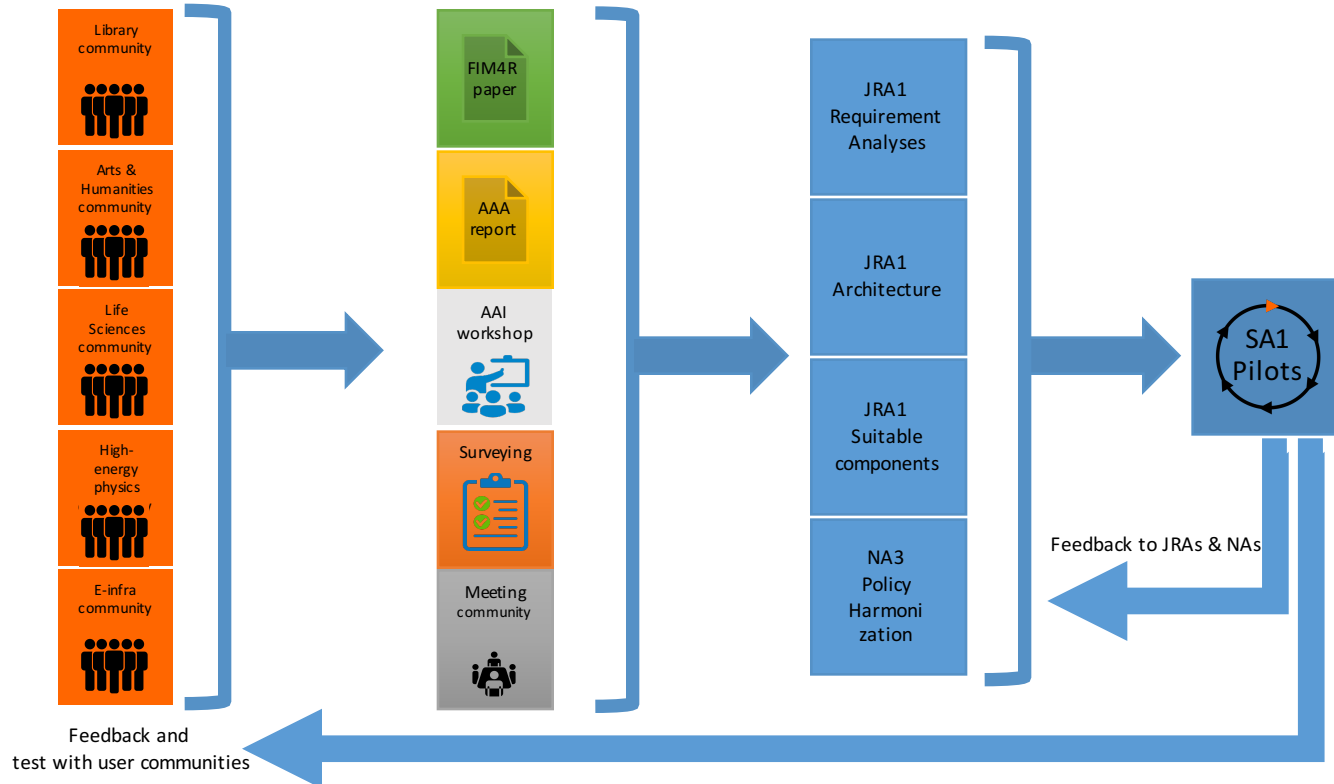 Library
community
Arts &
Humanities
community
Life
Sciences
community
High-
energy
physics
E-infra
community
FIM4R
paper
AAA
report
AAI
workshop
Surveying
Meeting
community
JRA1
Requirement
Analyses
JRA1
Architecture
JRA1
Suitable
components
NA3
Policy
Harmoni
zation
SA1
Pilots
Feedback to JRAs & NAs
Feedback and
test with user communities